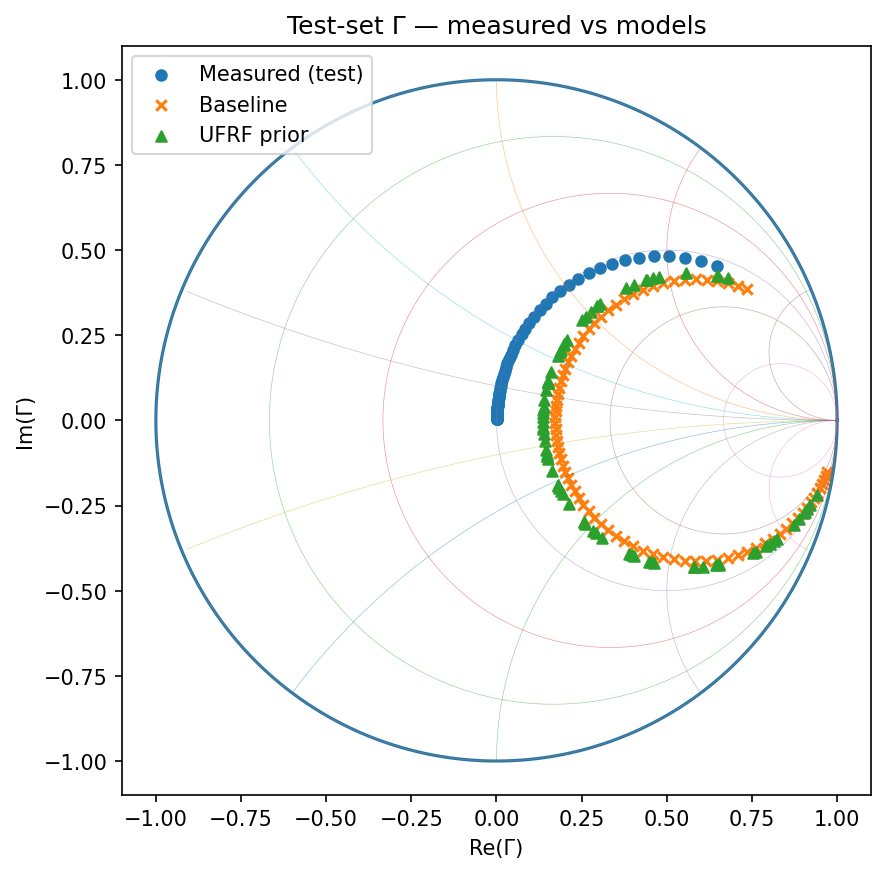 Test-set Γ — measured vs models
Measured (test)
Baseline
UFRF prior
1.00
0.75
0.50
0.25
0.00
−0.25
−0.50
−0.75
−1.00
Im(Γ)
−1.00 −0.75 −0.50 −0.25 0.00 0.25 0.50 0.75 1.00
Re(Γ)